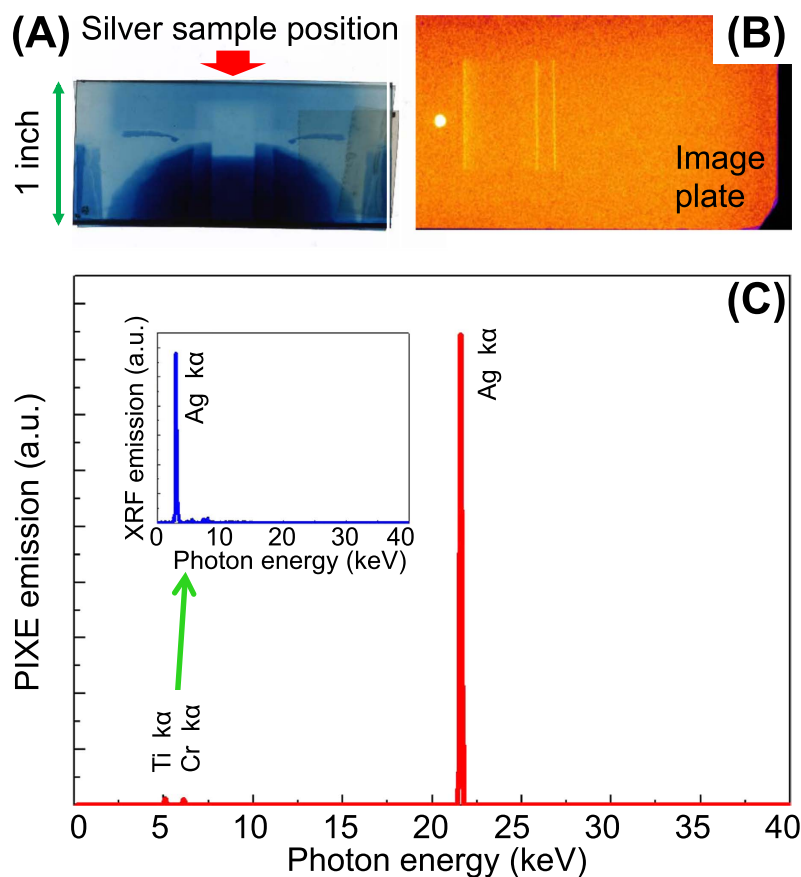 (A) Silver sample position (B)
1 inch
Image
plate
(C)
PIXE emission (a.u.)
XRF emission (a.u.)
Ag kα
0 10 20 30 40
Photon energy (keV)
Ag kα
Ti kα
Cr kα
0 5 10 15 20 25 30 35 40
Photon energy (keV)